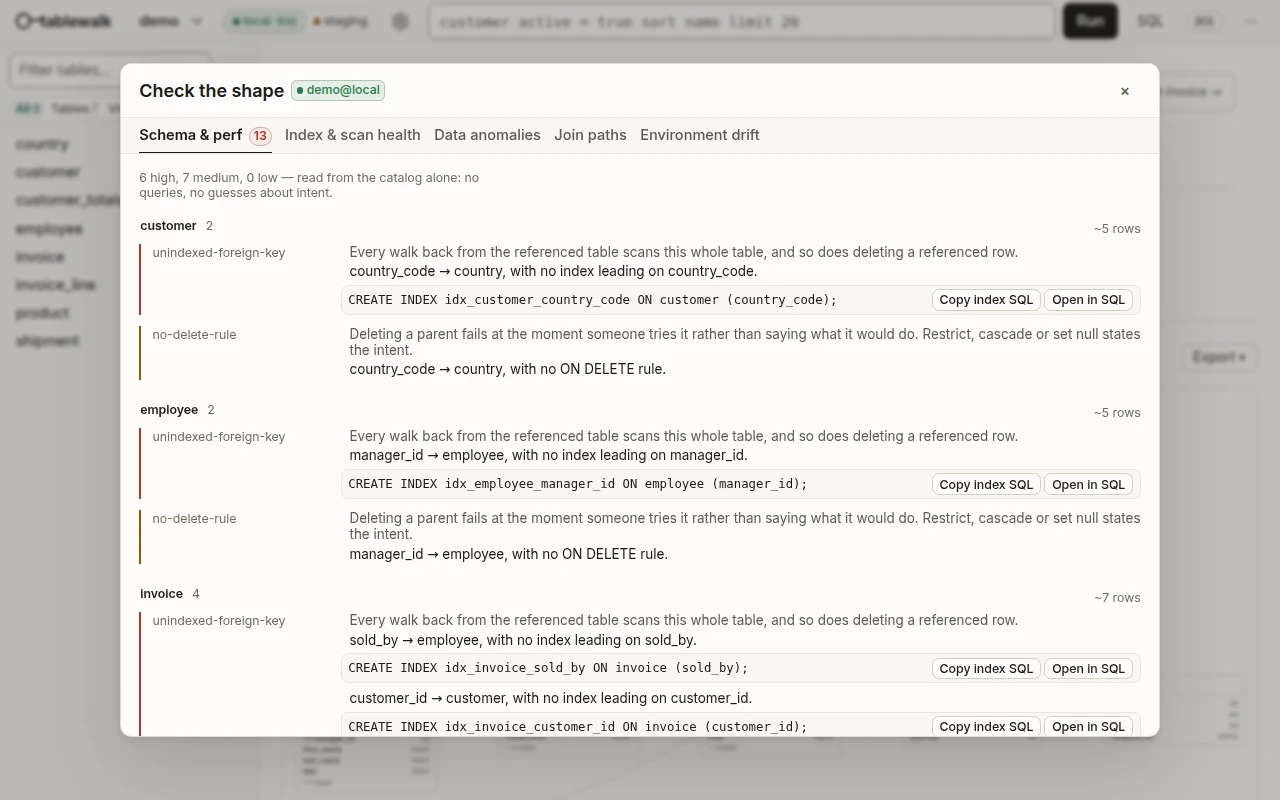 tablewalk demo local staging customer active = true sort name limit 20 Run SQL ⌘K
Filter tables...
Check the shape demo@local ×
Schema & perf 13 Index & scan health Data anomalies Join paths Environment drift
6 high, 7 medium, 0 low — read from the catalog alone: no
queries, no guesses about intent.
country
customer
employee
invoice
invoice_line
product
shipment
Export
customer 2 ~5 rows
unindexed-foreign-key Every walk back from the referenced table scans this whole table, and so does deleting a referenced row.
country_code → country, with no index leading on country_code.
CREATE INDEX idx_customer_country_code ON customer (country_code); Copy index SQL Open in SQL
no-delete-rule Deleting a parent fails at the moment someone tries it rather than saying what it would do. Restrict, cascade or set null states
the intent.
country_code → country, with no ON DELETE rule.
employee 2 ~5 rows
unindexed-foreign-key Every walk back from the referenced table scans this whole table, and so does deleting a referenced row.
manager_id → employee, with no index leading on manager_id.
CREATE INDEX idx_employee_manager_id ON employee (manager_id); Copy index SQL Open in SQL
no-delete-rule Deleting a parent fails at the moment someone tries it rather than saying what it would do. Restrict, cascade or set null states
the intent.
manager_id → employee, with no ON DELETE rule.
invoice 4 ~7 rows
unindexed-foreign-key Every walk back from the referenced table scans this whole table, and so does deleting a referenced row.
sold_by → employee, with no index leading on sold_by.
CREATE INDEX idx_invoice_sold_by ON invoice (sold_by); Copy index SQL Open in SQL
customer_id → customer, with no index leading on customer_id.
CREATE INDEX idx_invoice_customer_id ON invoice (customer_id); Copy index SQL Open in SQL